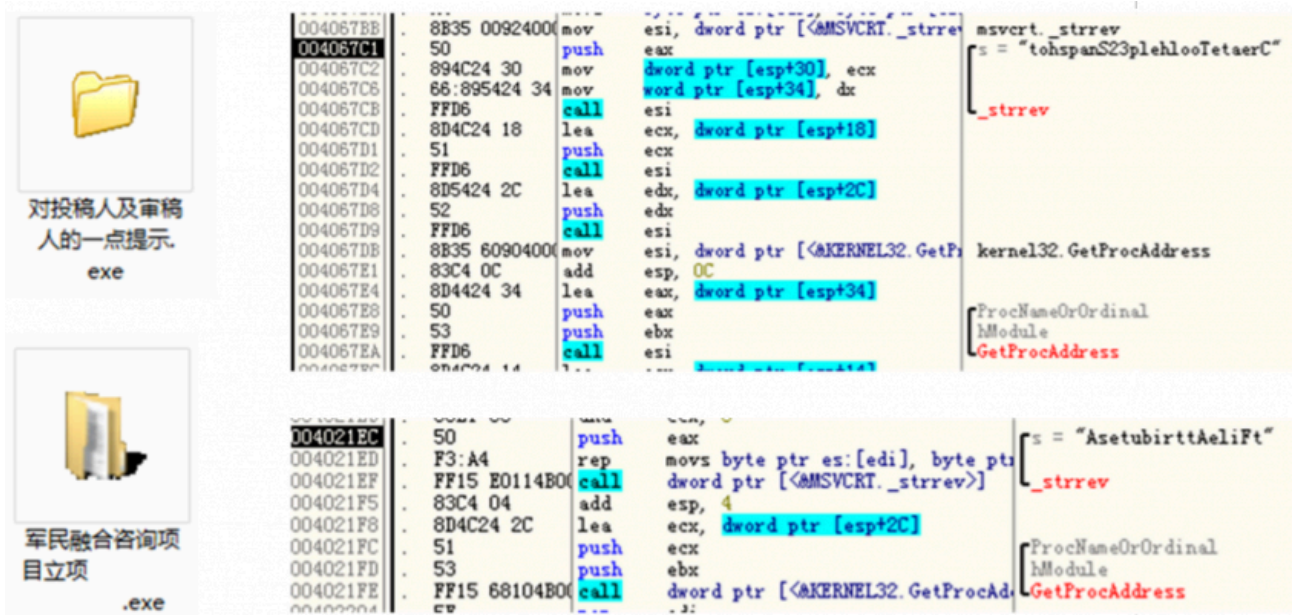 对投稿人及审稿
人的一点提示.
exe
004067BB . 8B35 00924000 mov esi, dword ptr [<&MSVCRT._strrev msvcrt._strrev
004067C1 . 50 push eax s = "tohspanS23plehlooTetaerC"
004067C2 . 894C24 30 mov dword ptr [esp+30], ecx
004067C6 . 66:895424 34 mov word ptr [esp+34], dx
004067CB . FFD6 call esi _strrev
004067CD . 8D4C24 18 lea ecx, dword ptr [esp+18]
004067D1 . 51 push ecx
004067D2 . FFD6 call esi
004067D4 . 8D5424 2C lea edx, dword ptr [esp+2C]
004067D8 . 52 push edx
004067D9 . FFD6 call esi
004067DB . 8B35 60904000 mov esi, dword ptr [<&KERNEL32.GetPr kernel32.GetProcAddress
004067E1 . 83C4 0C add esp, 0C
004067E4 . 8D4424 34 lea eax, dword ptr [esp+34]
004067E8 . 50 push eax ProcNameOrOrdinal
004067E9 . 53 push ebx hModule
004067EA . FFD6 call esi GetProcAddress
军民融合咨询项
目立项
.exe
004021EC . 50 push eax s = "AsetubirttAeliFt"
004021ED . F3:A4 rep movs byte ptr es:[edi], byte ptr
004021EF . FF15 E0114B00 call dword ptr [<&MSVCRT._strrev>] _strrev
004021F5 . 83C4 04 add esp, 4
004021F8 . 8D4C24 2C lea ecx, dword ptr [esp+2C]
004021FC . 51 push ecx ProcNameOrOrdinal
004021FD . 53 push ebx hModule
004021FE . FF15 68104B00 call dword ptr [<&KERNEL32.GetProcAd GetProcAddress